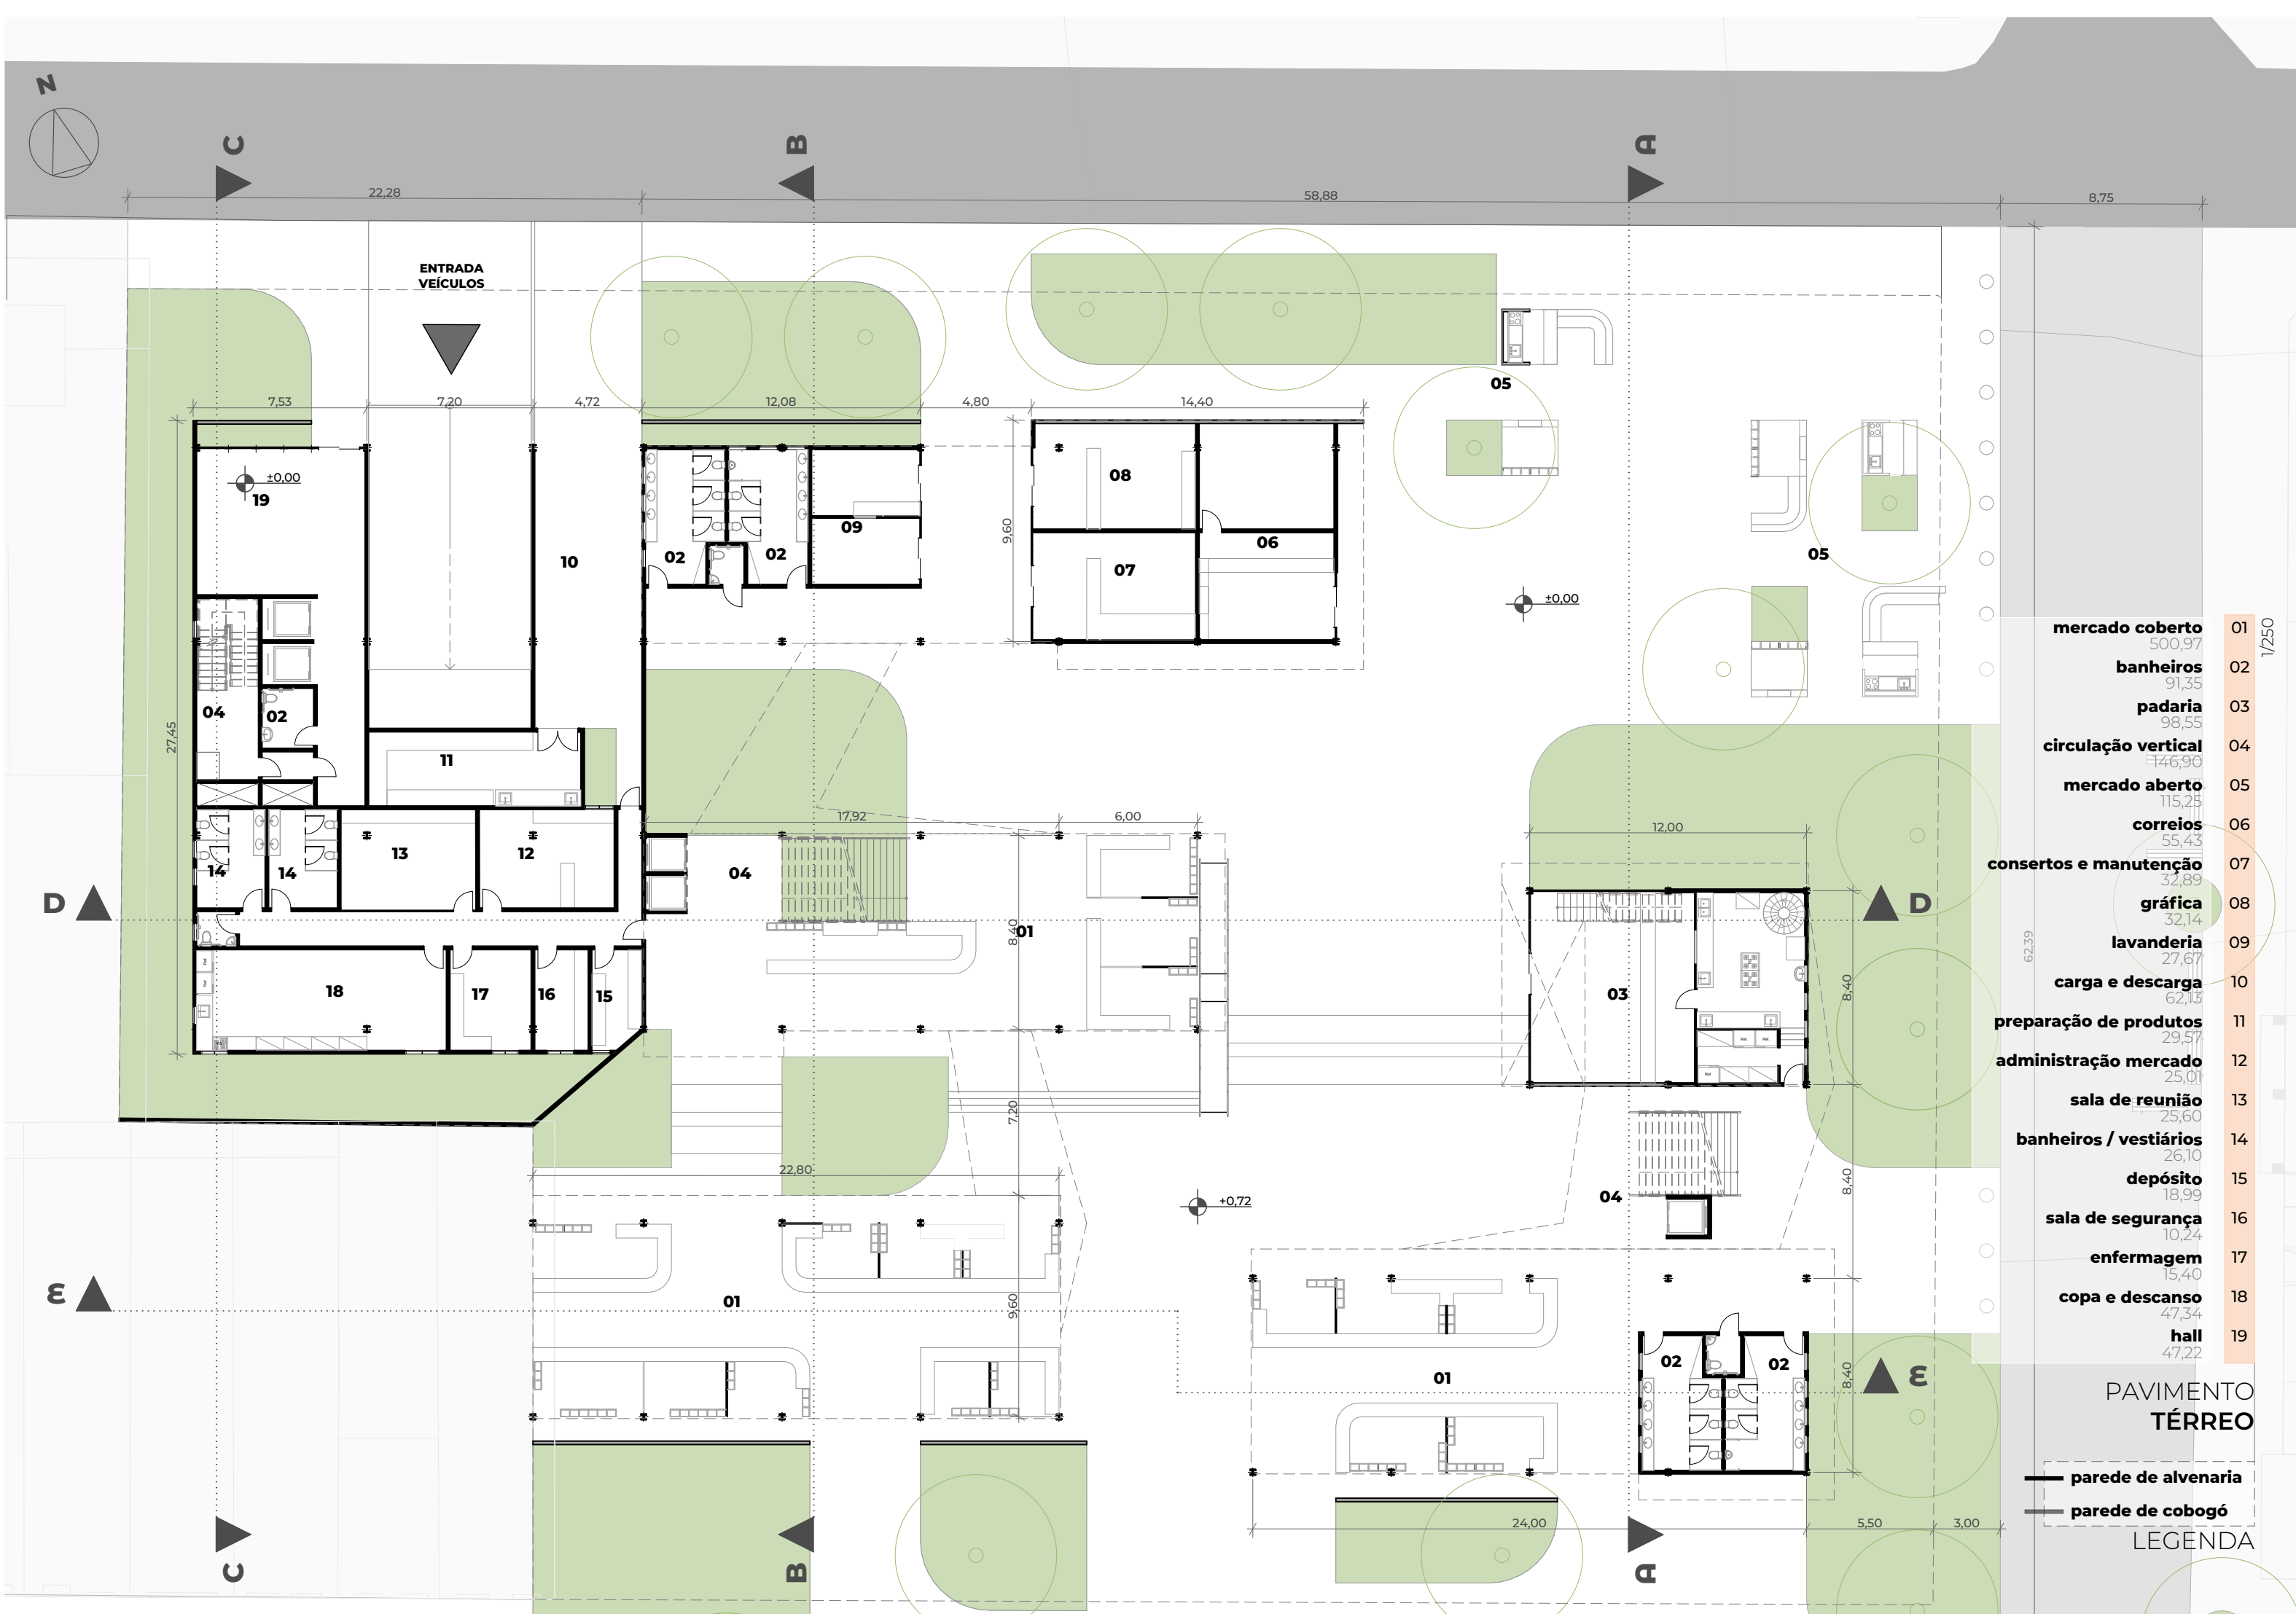 N
C
B
A
22,28
58,88
8,75
ENTRADA
VEÍCULOS
05
7,53
7,20
4,72
12,08
4,80
14,40
±0,00
19
08
09
9,60
02
02
06
10
07
05
±0,00
04
02
27,45
11
17,92
6,00
12,00
13
12
14
14
04
D
D
01
8,40
18
17
16
15
03
8,40
62,39
7,20
22,80
+0,72
04
8,40
01
9,60
E
E
02
02
01
8,40
24,00
5,50
3,00
C
B
A
mercado coberto 01
500,97
1/250
banheiros 02
91,35
padaria 03
98,55
circulação vertical 04
146,90
mercado aberto 05
115,25
correios 06
55,43
consertos e manutenção 07
32,89
gráfica 08
32,14
lavanderia 09
27,67
carga e descarga 10
62,13
preparação de produtos 11
29,57
administração mercado 12
25,01
sala de reunião 13
25,60
banheiros / vestiários 14
26,10
depósito 15
18,99
sala de segurança 16
10,24
enfermagem 17
15,40
copa e descanso 18
47,34
hall 19
47,22
PAVIMENTO
TÉRREO
parede de alvenaria
parede de cobogó
LEGENDA